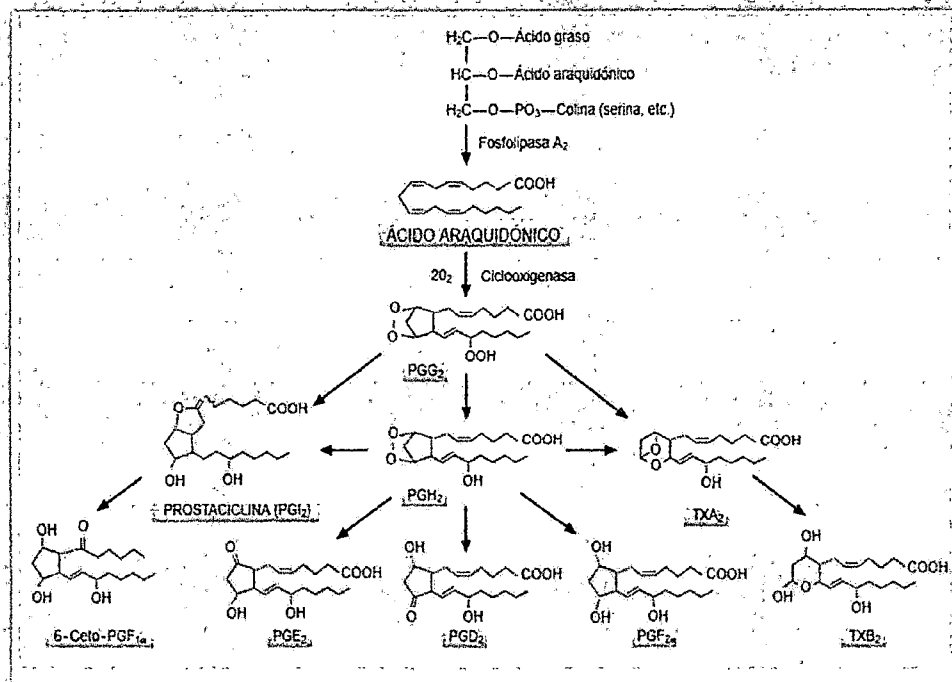 H₂C—O—Ácido graso
HC—O—Ácido araquidónico
H₂C—O—PO₃—Colina (serina, etc.)
Fosfolipasa A₂
COOH
ÁCIDO ARAQUIDÓNICO
2O₂ Ciclooxigenasa
O
O
COOH
OOH
PGG₂
O
COOH
OH
OH
PROSTACICLINA (PGI₂)
O
O
COOH
OH
PGH₂
O
O
COOH
OH
TXA₂
OH
O
OH
OH
6-Ceto-PGF₁α
O
COOH
OH
OH
PGE₂
OH
COOH
O
OH
PGD₂
OH
COOH
OH
OH
PGF₂α
OH
COOH
OH
O
OH
TXB₂